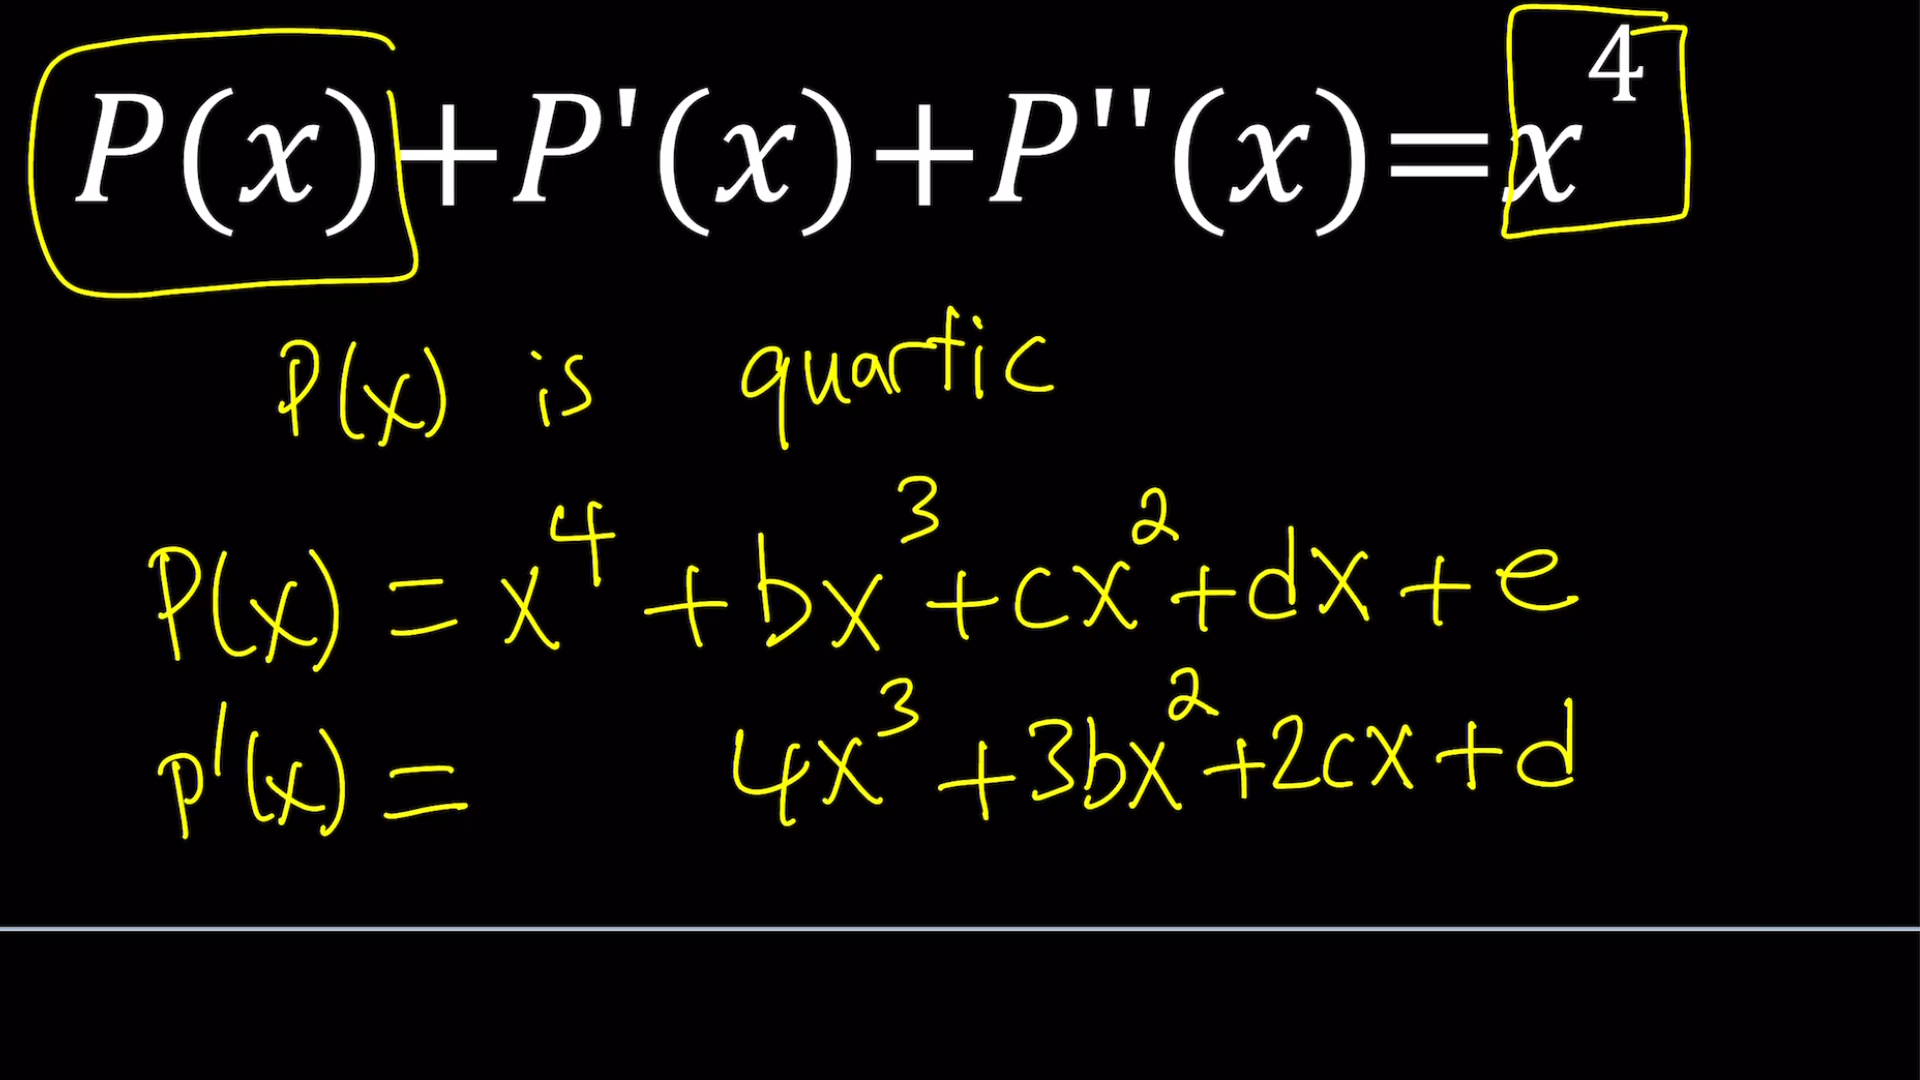 P(x)+P'(x)+P''(x)=x⁴
P(x) is quartic
P(x) = x⁴ + bx³ + cx² + dx + e
P'(x) = 4x³ + 3bx² + 2cx + d